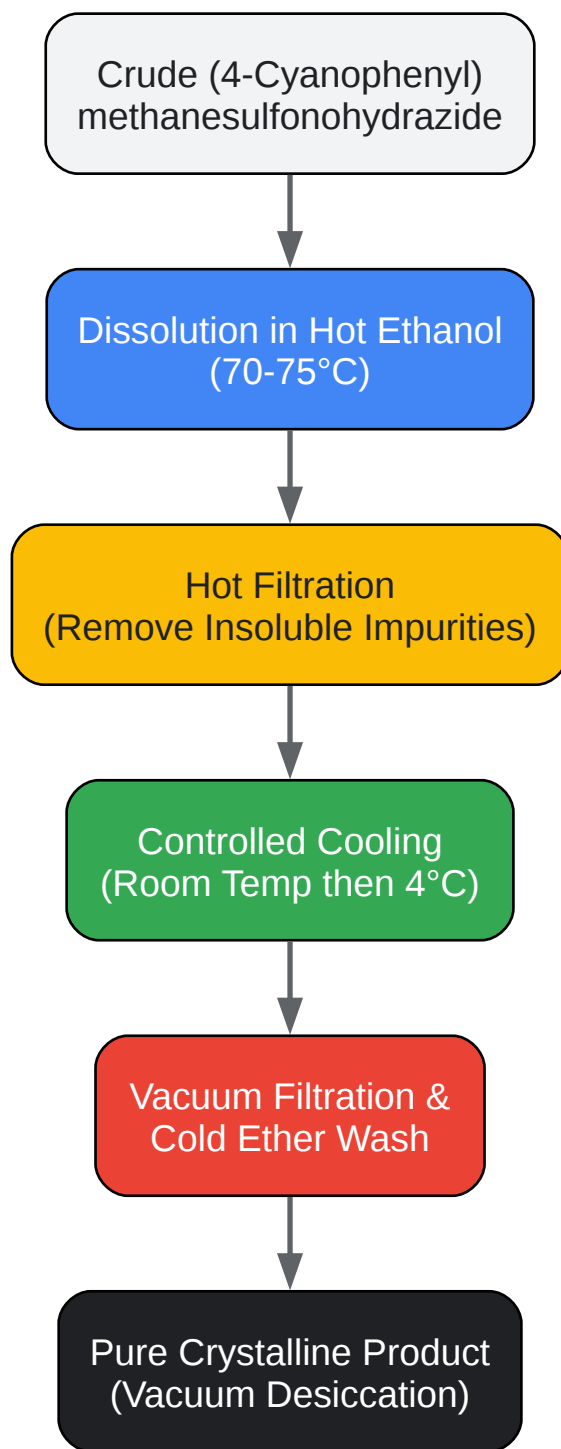 Crude (4-Cyanophenyl)
methanesulfonohydrazide
Dissolution in Hot Ethanol
(70-75°C)
Hot Filtration
(Remove Insoluble Impurities)
Controlled Cooling
(Room Temp then 4°C)
Vacuum Filtration &
Cold Ether Wash
Pure Crystalline Product
(Vacuum Desiccation)